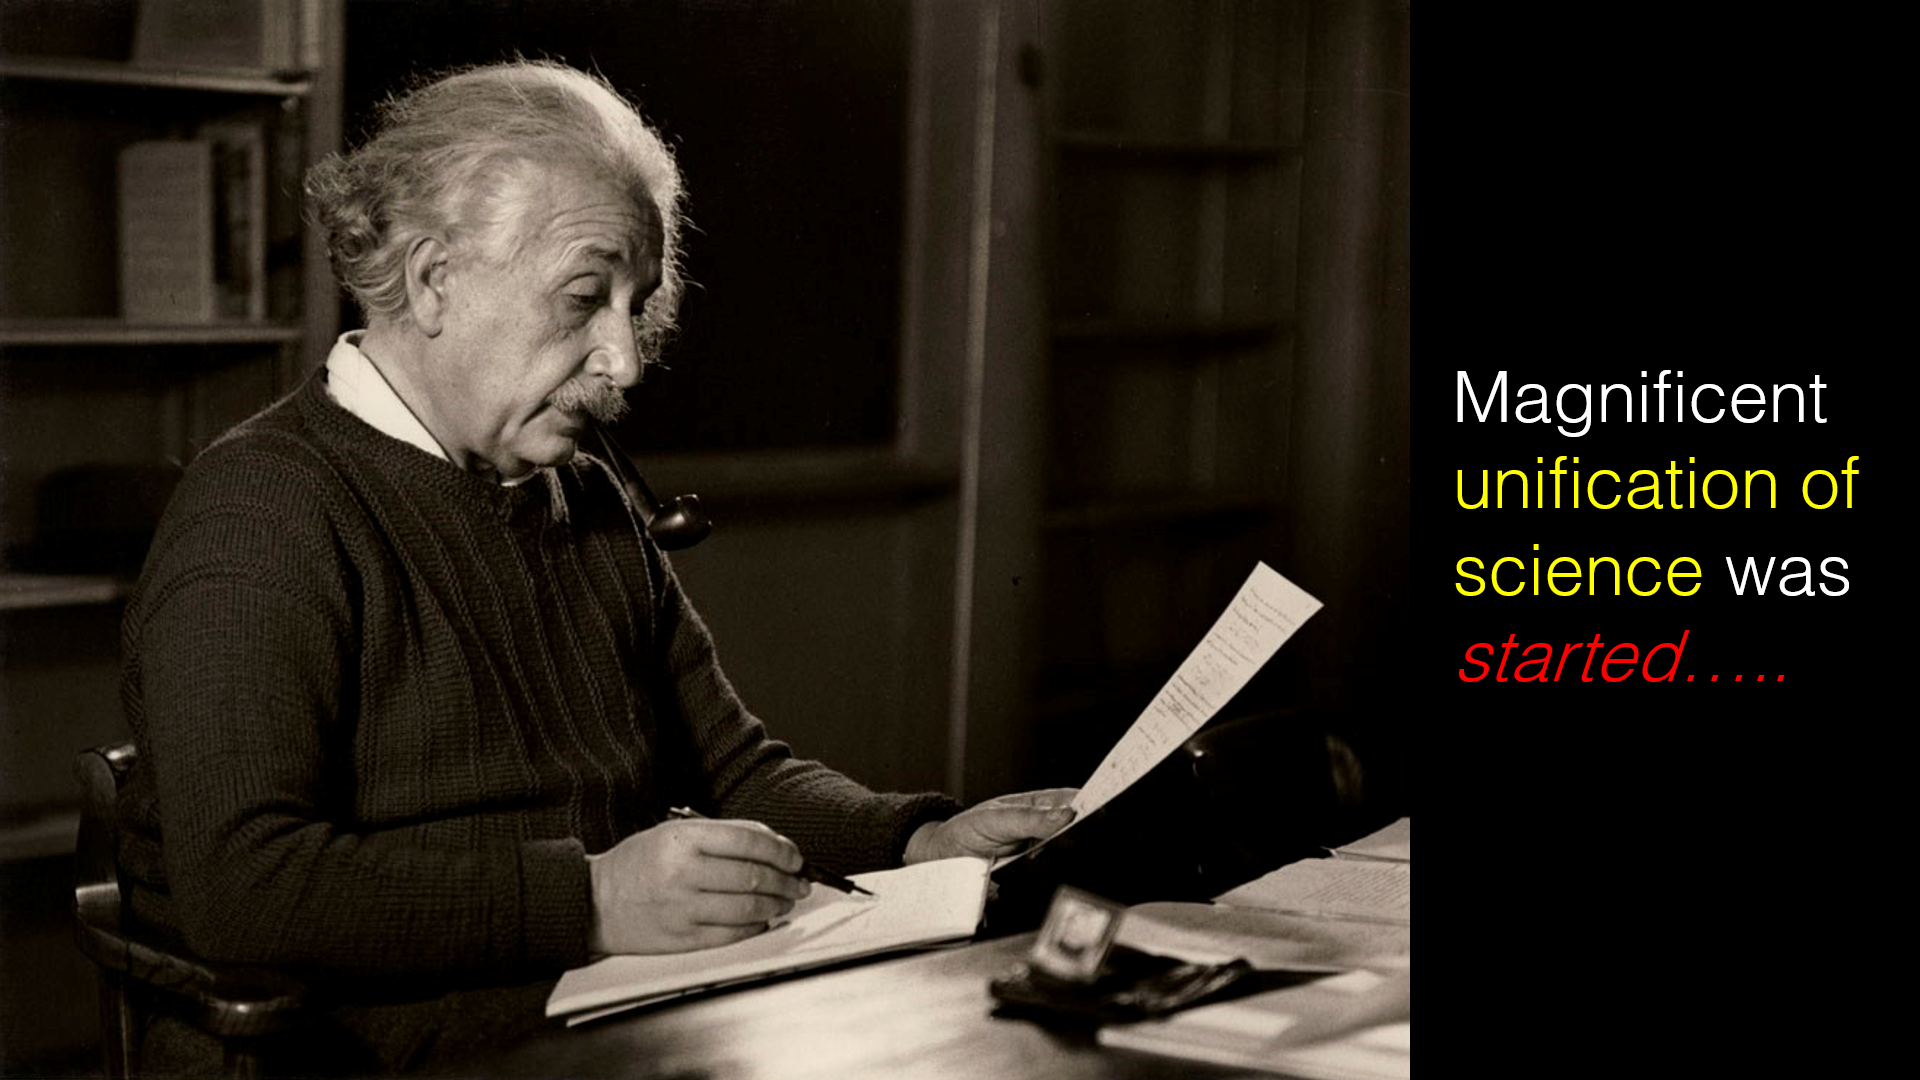 Magnificent
unification of
science was
started.....